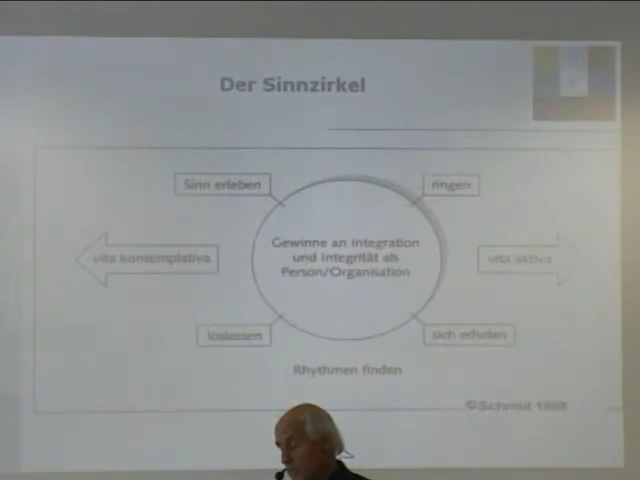 Der Sinnzirkel
Sinn erleben
ringen
Gewinne an Integration
und Integrität als
Person/Organisation
vita kontemplativa
vita aktiva
loslassen
sich erholen
Rhythmen finden
©Schmid 1998